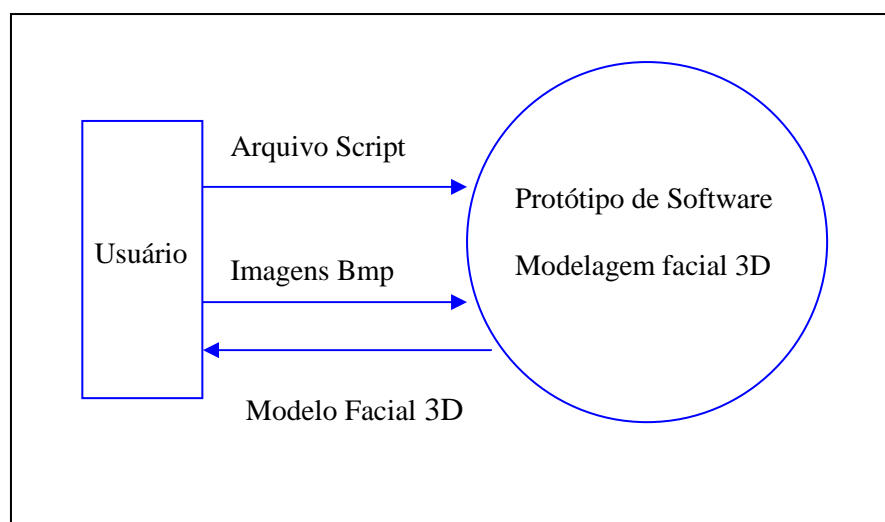 Arquivo Script
Usuário
Imagens Bmp
Modelo Facial 3D
Protótipo de Software
Modelagem facial 3D